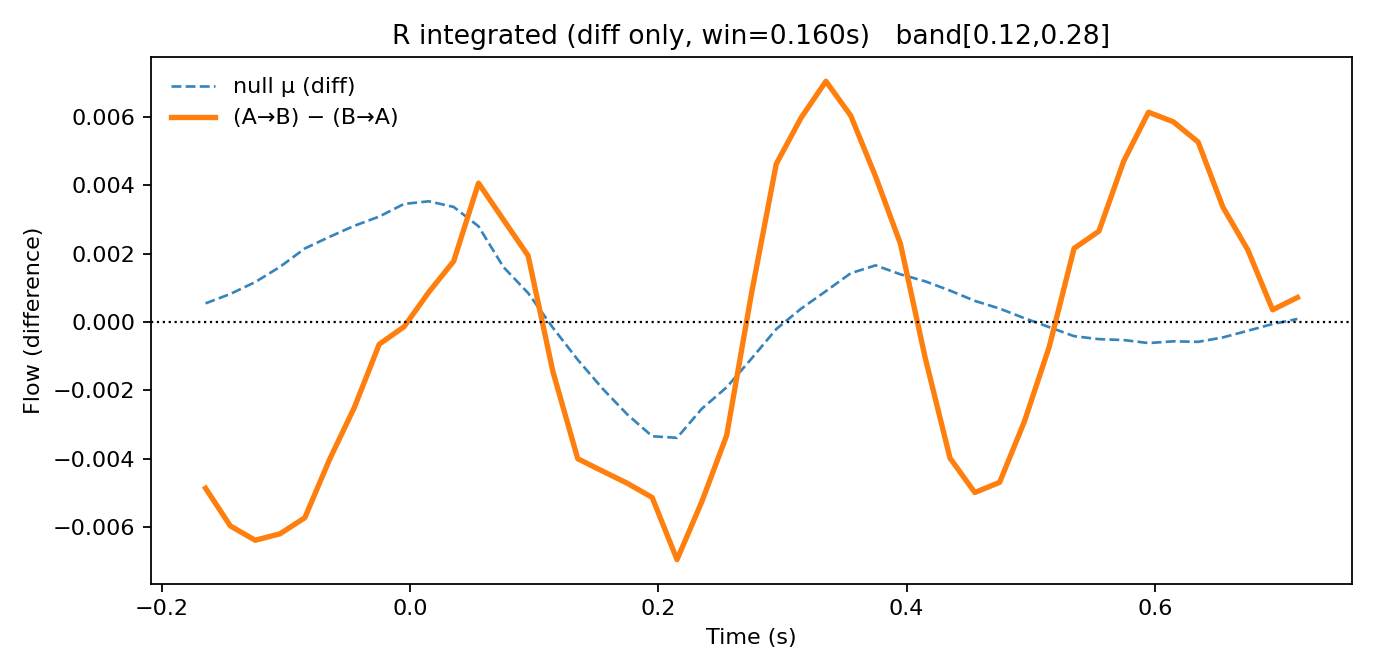 R integrated (diff only, win=0.160s)   band[0.12,0.28]
null μ (diff)
(A→B) − (B→A)
Flow (difference)
0.006
0.004
0.002
0.000
−0.002
−0.004
−0.006
−0.2
0.0
0.2
0.4
0.6
Time (s)